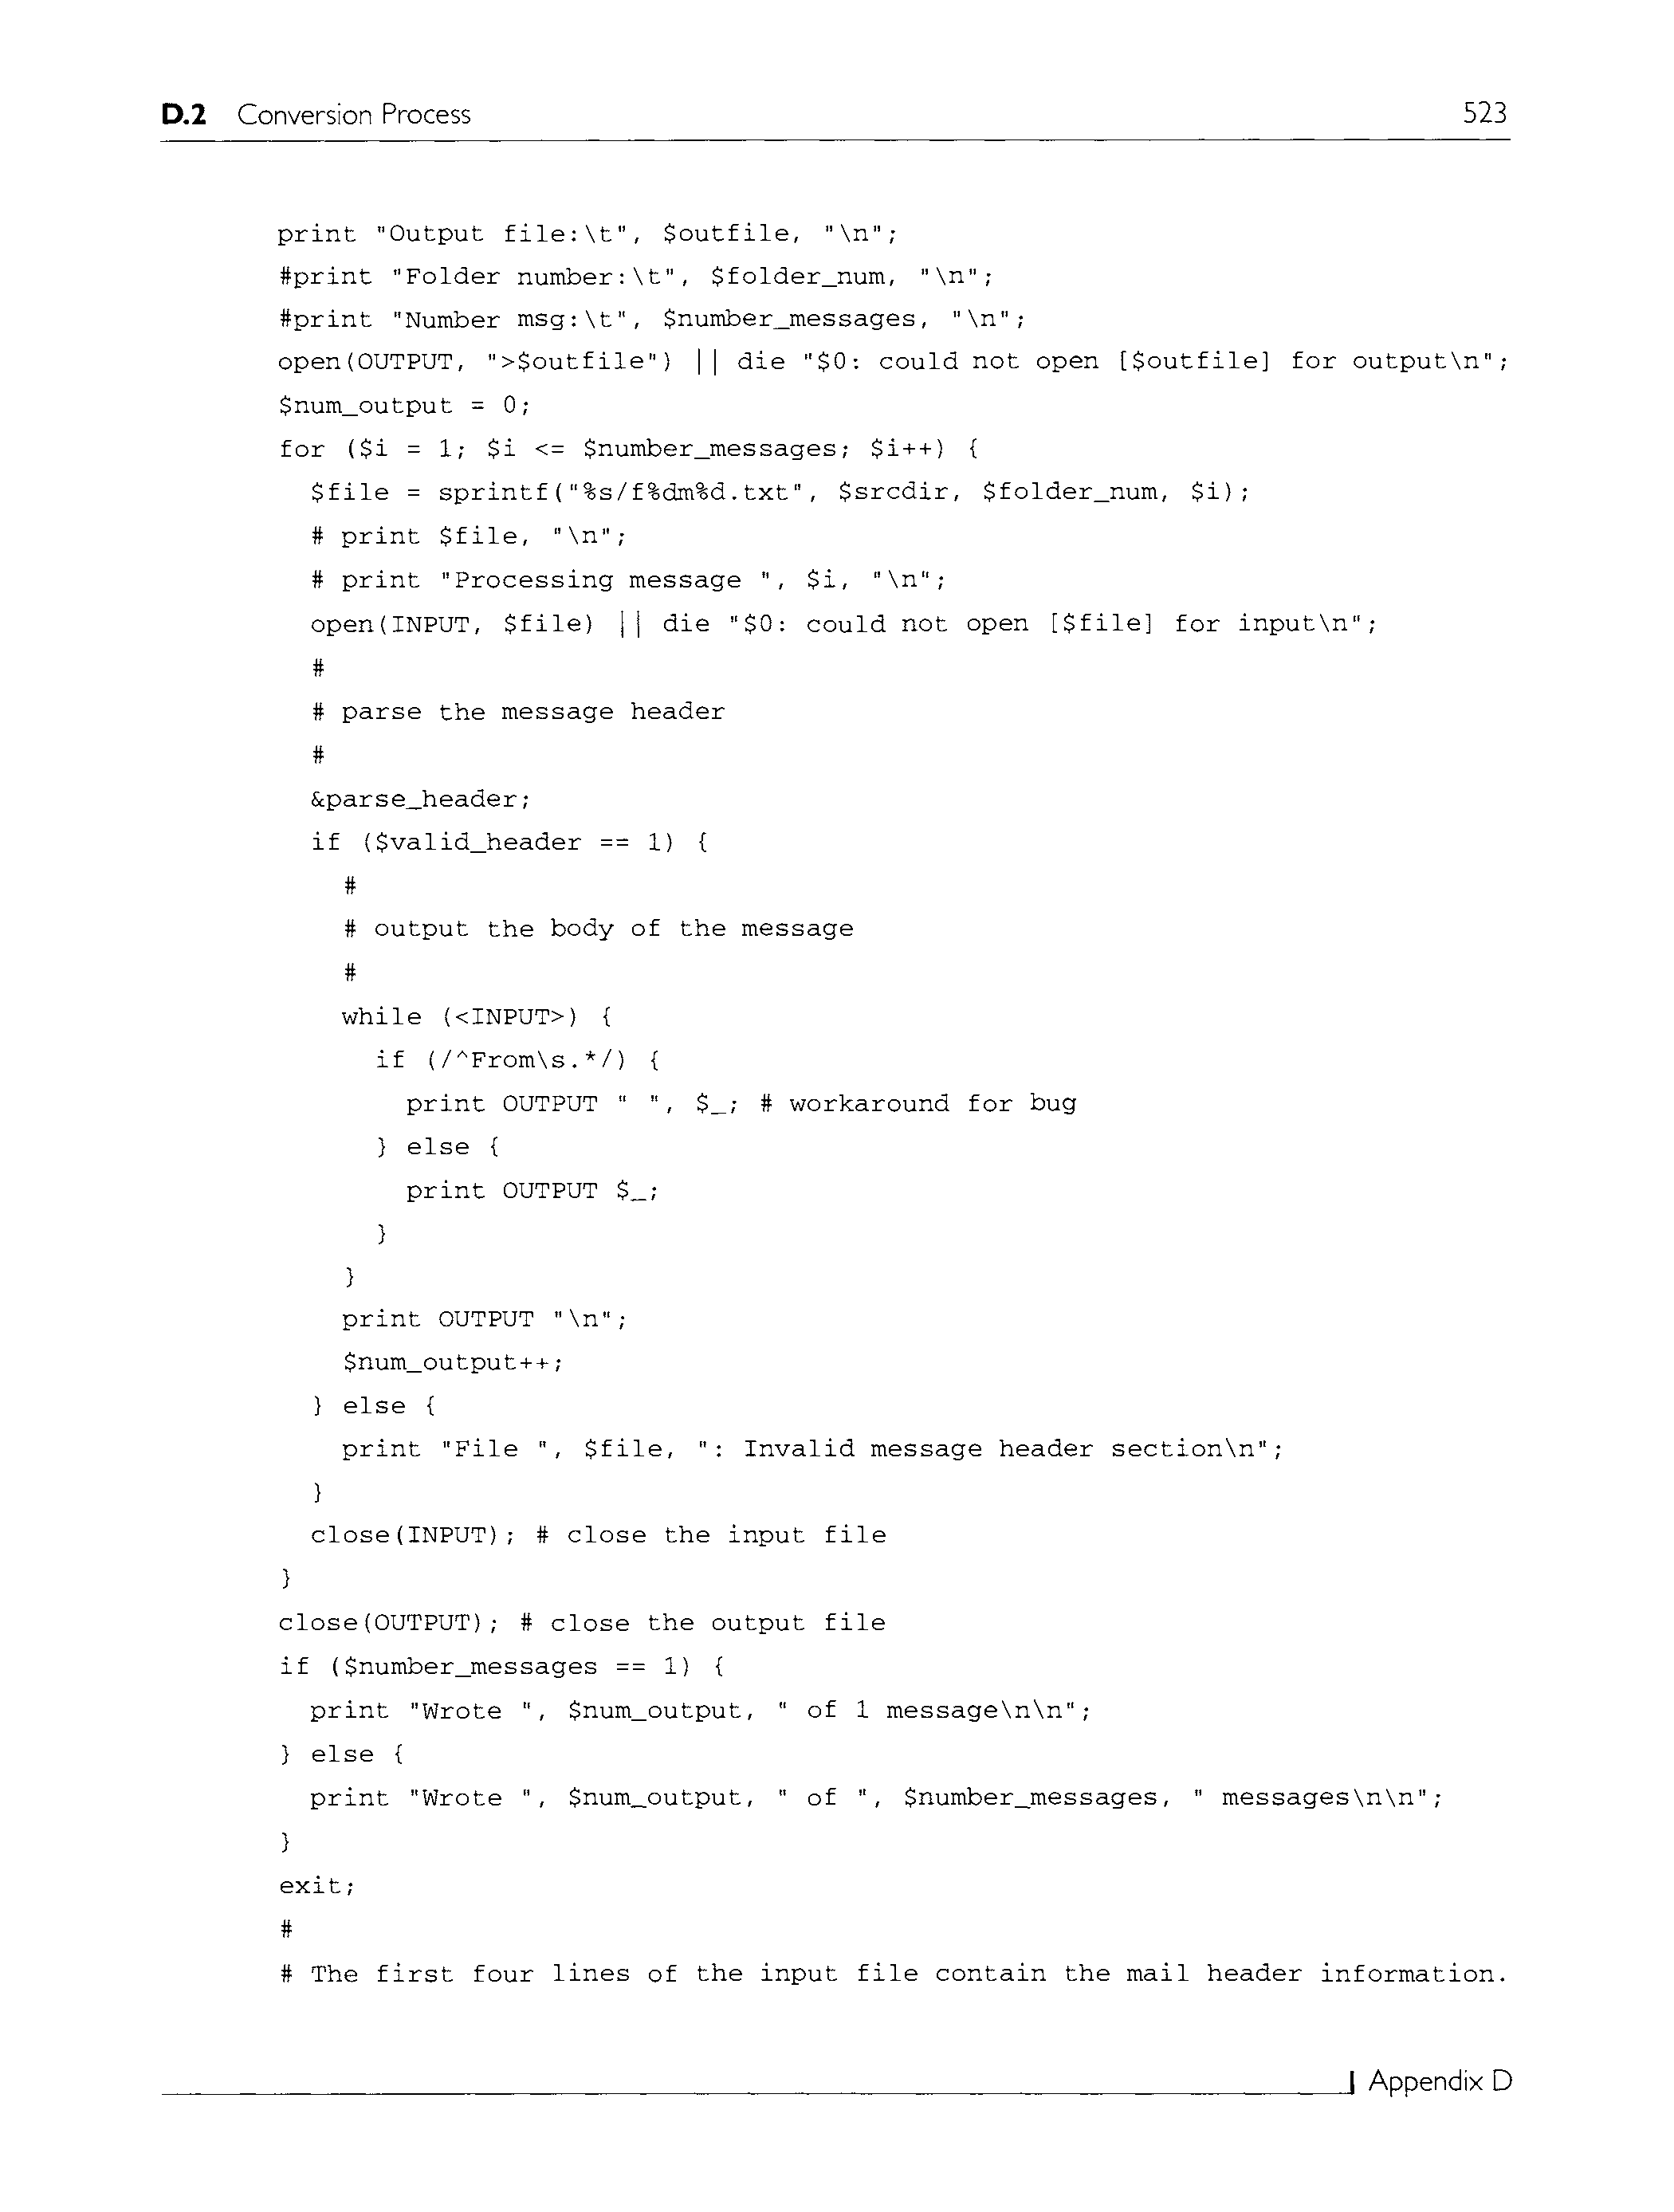 D.2 Conversion Process 523
print "Output file:\t", $outfile, "\n";
#print "Folder number:\t", $folder_num, "\n";
#print "Number msg:\t", $number_messages, "\n";
open(OUTPUT, ">$outfile") || die "$0: could not open [$outfile] for output\n";
$num_output = 0;
for ($i = 1; $i <= $number_messages; $i++) {
  $file = sprintf("%s/f%dm%d.txt", $srcdir, $folder_num, $i);
  # print $file, "\n";
  # print "Processing message ", $i, "\n";
  open(INPUT, $file) || die "$0: could not open [$file] for input\n";
  #
  # parse the message header
  #
  &parse_header;
  if ($valid_header == 1) {
    #
    # output the body of the message
    #
    while (<INPUT>) {
      if (/^From\s.*/) {
        print OUTPUT " ", $_; # workaround for bug
      } else {
        print OUTPUT $_;
      }
    }
    print OUTPUT "\n";
    $num_output++;
  } else {
    print "File ", $file, ": Invalid message header section\n";
  }
  close(INPUT); # close the input file
}
close(OUTPUT); # close the output file
if ($number_messages == 1) {
  print "Wrote ", $num_output, " of 1 message\n\n";
} else {
  print "Wrote ", $num_output, " of ", $number_messages, " messages\n\n";
}
exit;
#
# The first four lines of the input file contain the mail header information.
Appendix D